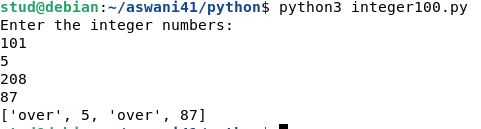 stud@debian:~/aswani41/python$ python3 integer100.py
Enter the integer numbers:
101
5
208
87
['over', 5, 'over', 87]